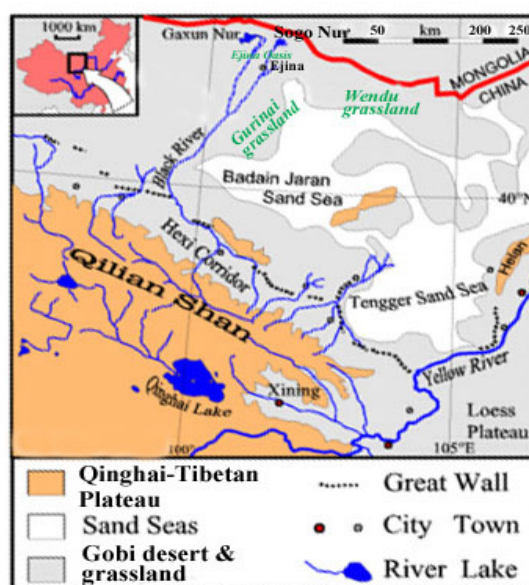 1000 km
Gaxun Nur
Sogo Nur
50 km 150 200 250
Ejina Oasis
Ejina
MONGOLIA
CHINA
Wendu
grassland
Gurinai
grassland
Black River
Badain Jaran
Sand Sea
40°N
Hexi Corridor
Helan
Qilian Shan
Tengger Sand Sea
Yellow River
Qinghai Lake
Xining
Loess
Plateau
100°
105°E
Qinghai-Tibetan
Plateau
Great Wall
Sand Seas
City Town
Gobi desert &
grassland
River Lake